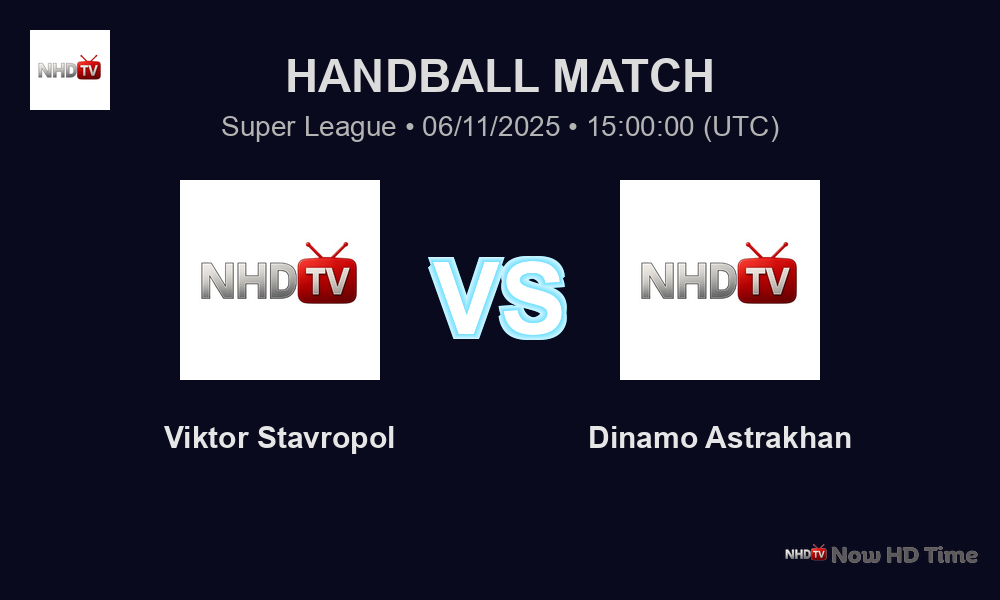 NHDTV
HANDBALL MATCH
Super League • 06/11/2025 • 15:00:00 (UTC)
NHDTV
VS
NHDTV
Viktor Stavropol
Dinamo Astrakhan
NHDTV Now HD Time